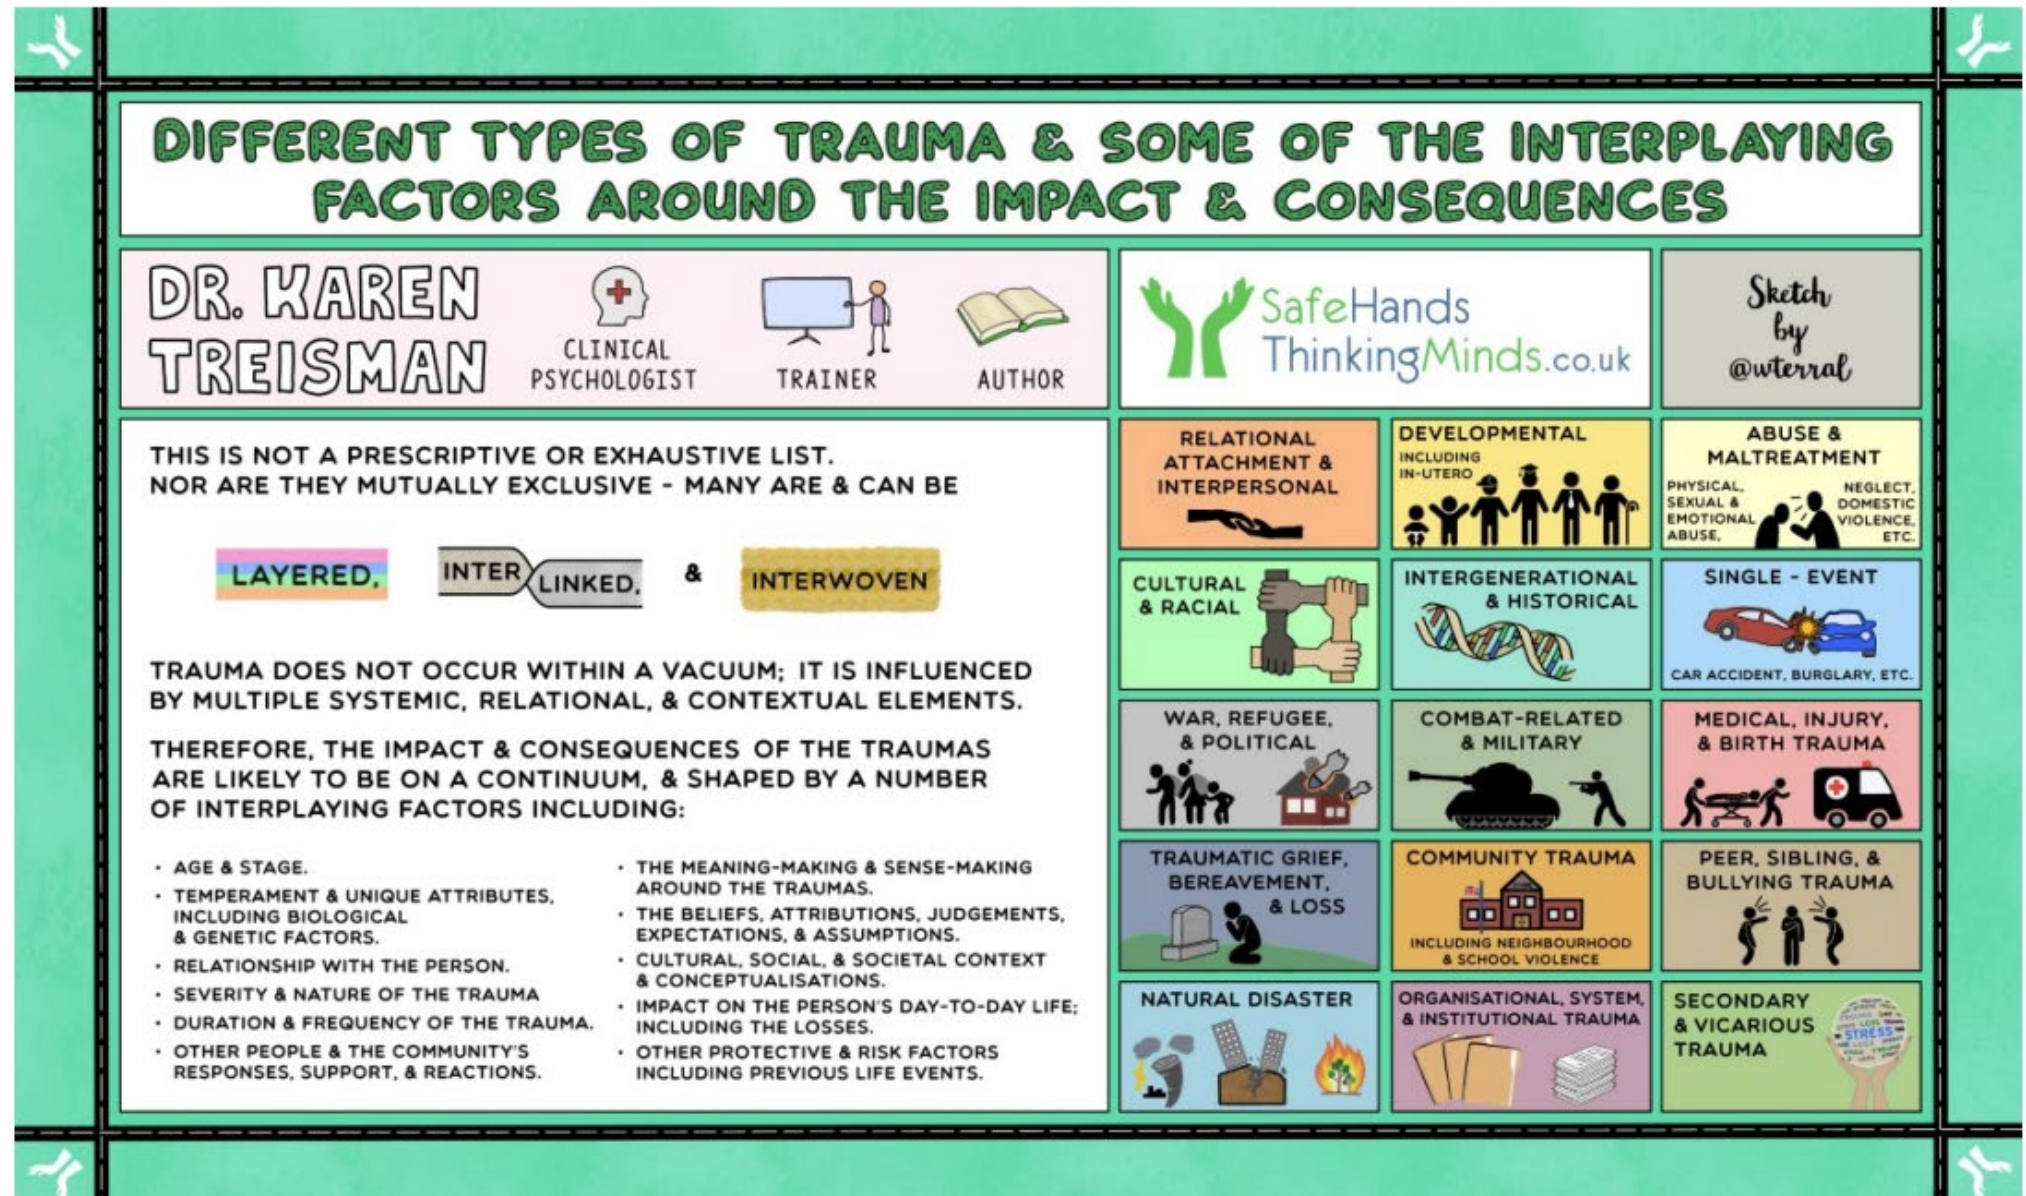 DIFFERENT TYPES OF TRAUMA & SOME OF THE INTERPLAYING
FACTORS AROUND THE IMPACT & CONSEQUENCES
DR. KAREN
TREISMAN
CLINICAL
PSYCHOLOGIST
TRAINER
AUTHOR
SafeHands
ThinkingMinds.co.uk
Sketch
by
@wterral
THIS IS NOT A PRESCRIPTIVE OR EXHAUSTIVE LIST.
NOR ARE THEY MUTUALLY EXCLUSIVE - MANY ARE & CAN BE
LAYERED,
INTER
LINKED,
&
INTERWOVEN
TRAUMA DOES NOT OCCUR WITHIN A VACUUM; IT IS INFLUENCED
BY MULTIPLE SYSTEMIC, RELATIONAL, & CONTEXTUAL ELEMENTS.
THEREFORE, THE IMPACT & CONSEQUENCES OF THE TRAUMAS
ARE LIKELY TO BE ON A CONTINUUM, & SHAPED BY A NUMBER
OF INTERPLAYING FACTORS INCLUDING:
· AGE & STAGE.
· TEMPERAMENT & UNIQUE ATTRIBUTES,
INCLUDING BIOLOGICAL
& GENETIC FACTORS.
· RELATIONSHIP WITH THE PERSON.
· SEVERITY & NATURE OF THE TRAUMA
· DURATION & FREQUENCY OF THE TRAUMA.
· OTHER PEOPLE & THE COMMUNITY'S
RESPONSES, SUPPORT, & REACTIONS.
· THE MEANING-MAKING & SENSE-MAKING
AROUND THE TRAUMAS.
· THE BELIEFS, ATTRIBUTIONS, JUDGEMENTS,
EXPECTATIONS, & ASSUMPTIONS.
· CULTURAL, SOCIAL, & SOCIETAL CONTEXT
& CONCEPTUALISATIONS.
· IMPACT ON THE PERSON'S DAY-TO-DAY LIFE;
INCLUDING THE LOSSES.
· OTHER PROTECTIVE & RISK FACTORS
INCLUDING PREVIOUS LIFE EVENTS.
RELATIONAL
ATTACHMENT &
INTERPERSONAL
DEVELOPMENTAL
INCLUDING
IN-UTERO
ABUSE &
MALTREATMENT
PHYSICAL,
SEXUAL &
EMOTIONAL
ABUSE,
NEGLECT,
DOMESTIC
VIOLENCE,
ETC.
CULTURAL
& RACIAL
INTERGENERATIONAL
& HISTORICAL
SINGLE - EVENT
CAR ACCIDENT, BURGLARY, ETC.
WAR, REFUGEE,
& POLITICAL
COMBAT-RELATED
& MILITARY
MEDICAL, INJURY,
& BIRTH TRAUMA
TRAUMATIC GRIEF,
BEREAVEMENT,
& LOSS
COMMUNITY TRAUMA
INCLUDING NEIGHBOURHOOD
& SCHOOL VIOLENCE
PEER, SIBLING, &
BULLYING TRAUMA
NATURAL DISASTER
ORGANISATIONAL, SYSTEM,
& INSTITUTIONAL TRAUMA
SECONDARY
& VICARIOUS
TRAUMA
STRESS